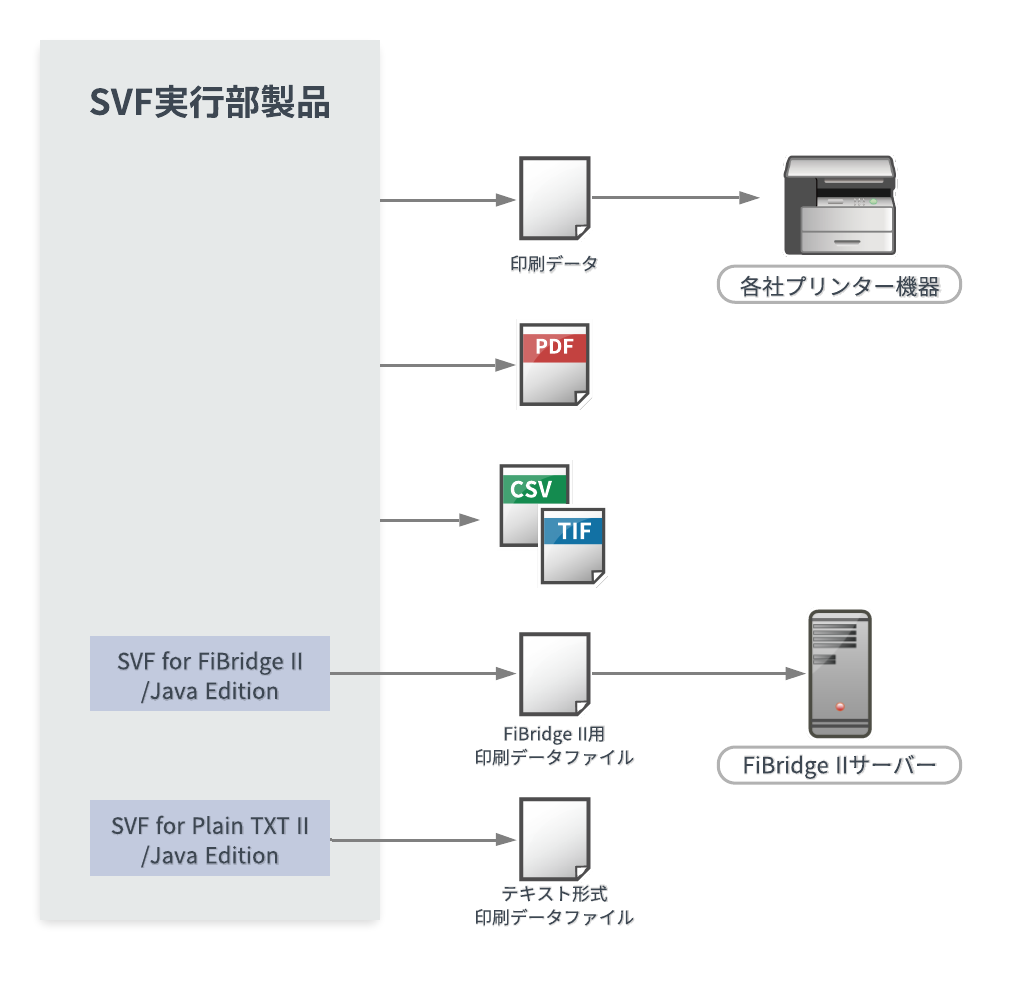 SVF実行部製品
印刷データ
各社プリンター機器
PDF
CSV
TIF
SVF for FiBridge II
/Java Edition
FiBridge II用
印刷データファイル
FiBridge IIサーバー
SVF for Plain TXT II
/Java Edition
テキスト形式
印刷データファイル